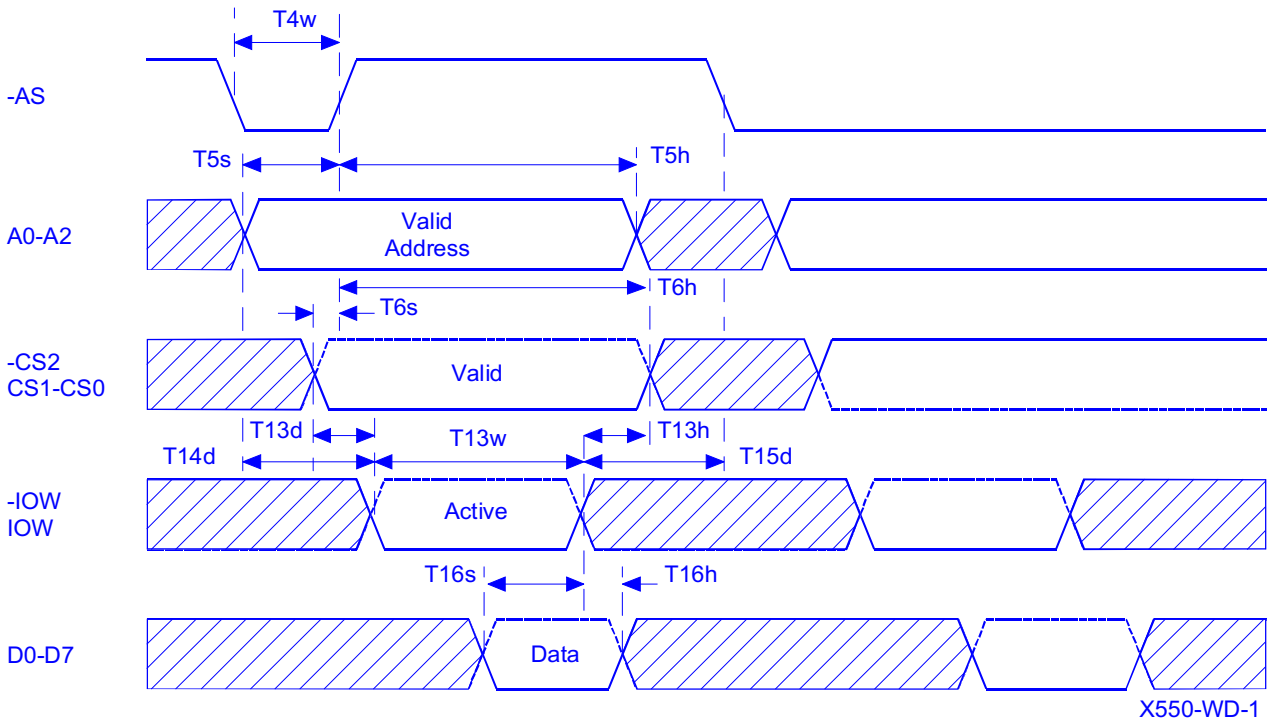 T4w
-AS
T5s
T5h
A0-A2
Valid
Address
T6h
T6s
-CS2
CS1-CS0
Valid
T13d
T13w
T13h
T14d
T15d
-IOW
IOW
Active
T16s
T16h
D0-D7
Data
X550-WD-1